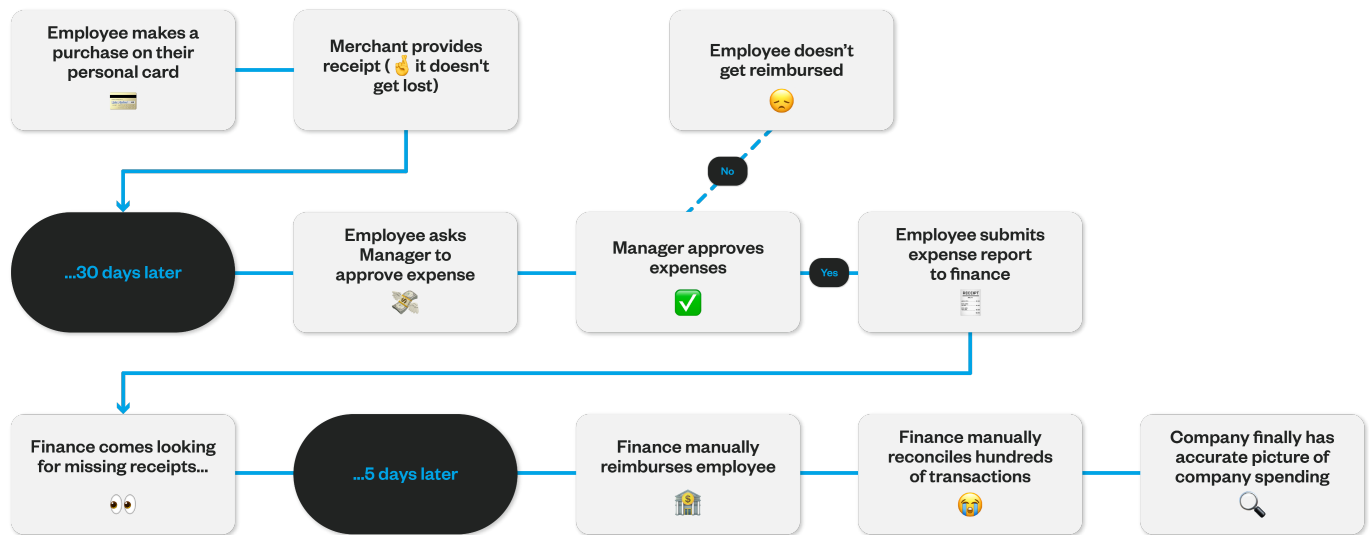 Employee makes a
purchase on their
personal card
Merchant provides
receipt (🤞 it doesn't
get lost)
Employee doesn’t
get reimbursed
No
...30 days later
Employee asks
Manager to
approve expense
Manager approves
expenses
Yes
Employee submits
expense report
to finance
RECEIPT
Finance comes looking
for missing receipts...
...5 days later
Finance manually
reimburses employee
Finance manually
reconciles hundreds
of transactions
Company finally has
accurate picture of
company spending